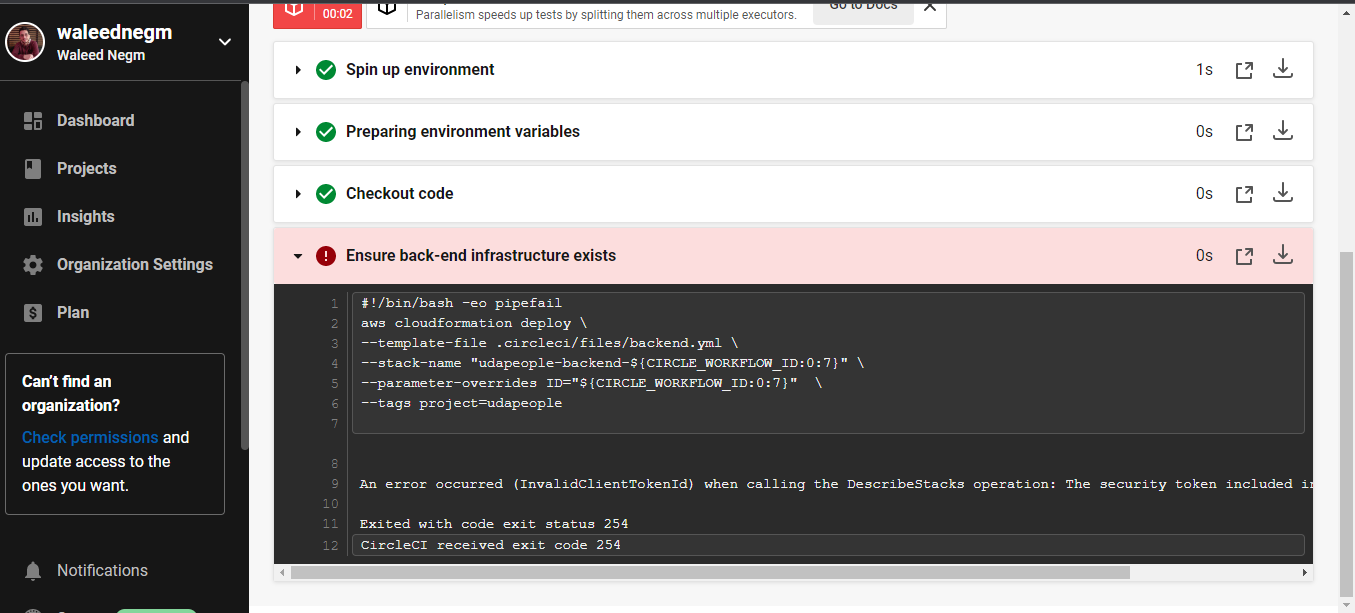 waleednegm
Waleed Negm
Dashboard
Projects
Insights
Organization Settings
Plan
Can't find an
organization?
Check permissions and
update access to the
ones you want.
Notifications
00:02
Parallelism speeds up tests by splitting them across multiple executors.
Go to Docs
Spin up environment
1s
Preparing environment variables
0s
Checkout code
0s
Ensure back-end infrastructure exists
0s
1 #!/bin/bash -eo pipefail
2 aws cloudformation deploy \
3 --template-file .circleci/files/backend.yml \
4 --stack-name "udapeople-backend-${CIRCLE_WORKFLOW_ID:0:7}" \
5 --parameter-overrides ID="${CIRCLE_WORKFLOW_ID:0:7}"  \
6 --tags project=udapeople
7
8
9 An error occurred (InvalidClientTokenId) when calling the DescribeStacks operation: The security token included in
10
11 Exited with code exit status 254
12 CircleCI received exit code 254